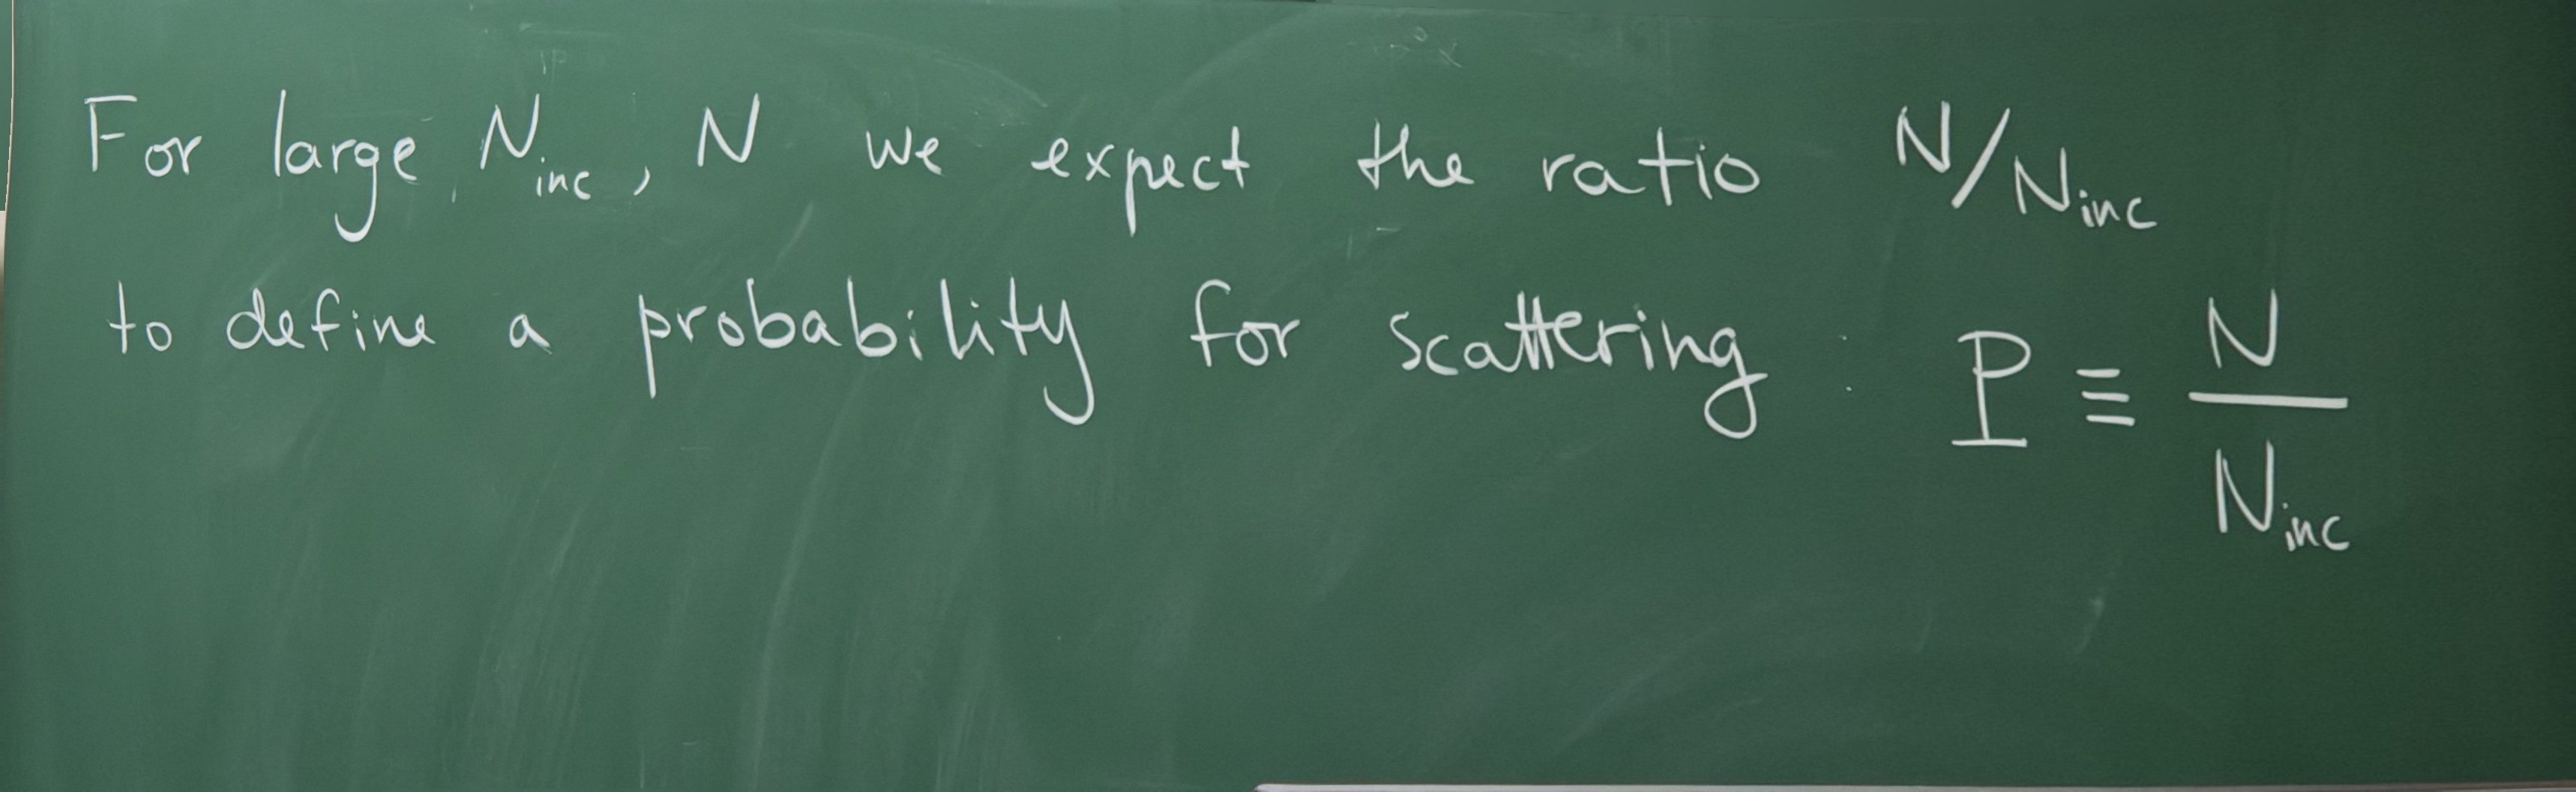 For large N_inc, N we expect the ratio N/N_inc
to define a probability for scattering : P ≡ N/N_inc